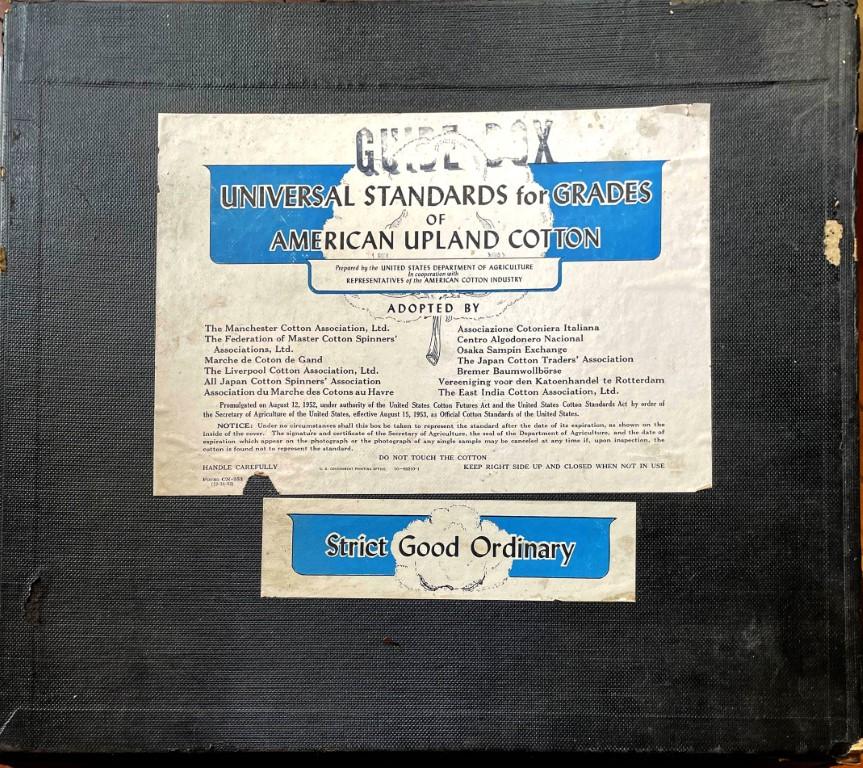 GUIDE BOX
UNIVERSAL STANDARDS for GRADES
OF
AMERICAN UPLAND COTTON
Prepared by the UNITED STATES DEPARTMENT OF AGRICULTURE
In cooperation with
REPRESENTATIVES of the AMERICAN COTTON INDUSTRY
ADOPTED BY
The Manchester Cotton Association, Ltd.
The Federation of Master Cotton Spinners'
Associations, Ltd.
Marche de Coton de Gand
The Liverpool Cotton Association, Ltd.
All Japan Cotton Spinners' Association
Association du Marche des Cotons au Havre
Associazione Cotoniera Italiana
Centro Algodonero Nacional
Osaka Sampin Exchange
The Japan Cotton Traders' Association
Bremer Baumwollbörse
Vereeniging voor den Katoenhandel te Rotterdam
The East India Cotton Association, Ltd.
Promulgated on August 12, 1952, under authority of the United States Cotton Futures Act and the United States Cotton Standards Act by order of
the Secretary of Agriculture of the United States, effective August 15, 1953, as Official Cotton Standards of the United States.
NOTICE: Under no circumstances shall this box be taken to represent the standard after the date of its expiration, as shown on the
inside of the cover. The signature and certificate of the Secretary of Agriculture, the seal of the Department of Agriculture, and the date of
expiration which appear on the photograph or the photograph of any single sample may be canceled at any time if, upon inspection, the
cotton is found not to represent the standard.
DO NOT TOUCH THE COTTON
HANDLE CAREFULLY
U. S. GOVERNMENT PRINTING OFFICE
KEEP RIGHT SIDE UP AND CLOSED WHEN NOT IN USE
Form CN-
Strict Good Ordinary